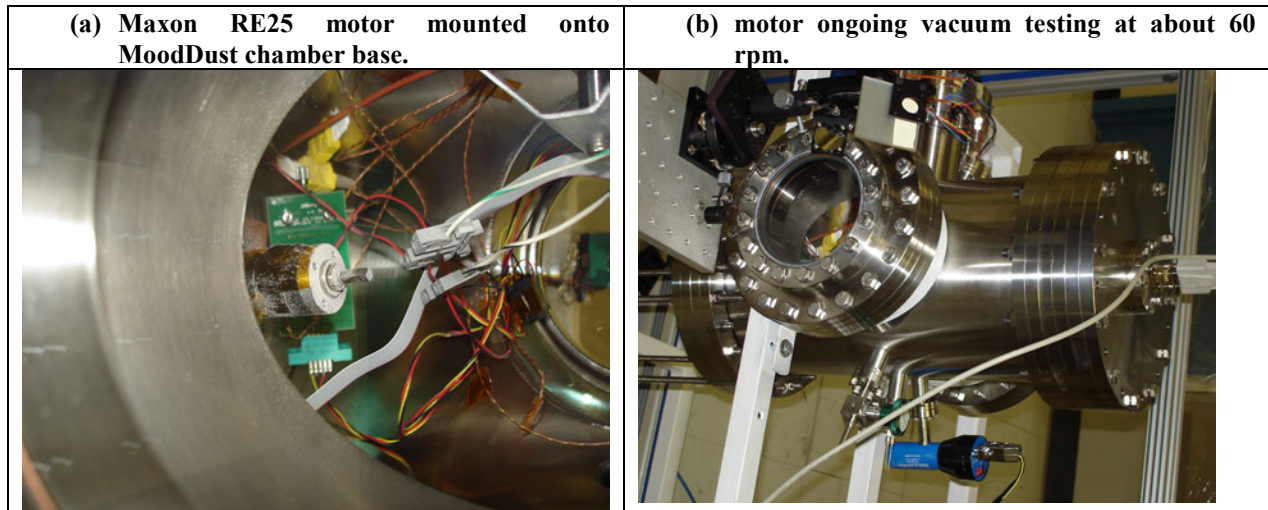 (a) Maxon RE25 motor mounted onto
MoodDust chamber base.
(b) motor ongoing vacuum testing at about 60
rpm.